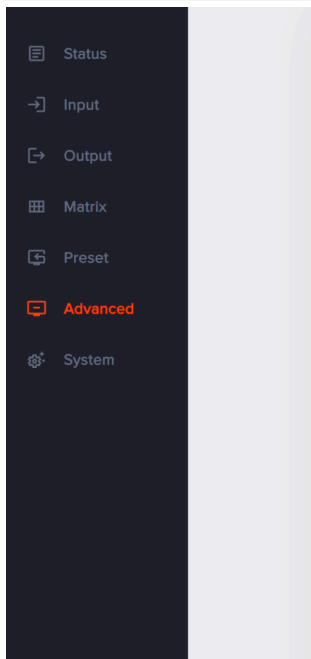 Status
Input
Output
Matrix
Preset
Advanced
System